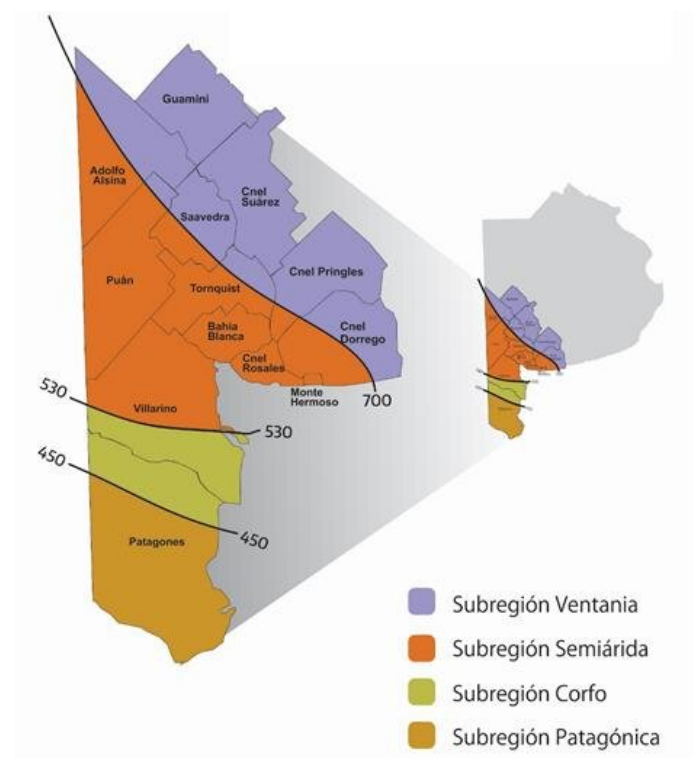 Guamini
Adolfo
Alsina
Cnel
Suárez
Saavedra
Cnel Pringles
Puán
Tornquist
Bahia
Blanca
Cnel
Dorrego
Cnel
Rosales
Monte
Hermoso
700
530
Villarino
530
450
450
Patagones
Subregión Ventania
Subregión Semiárida
Subregión Corfo
Subregión Patagónica